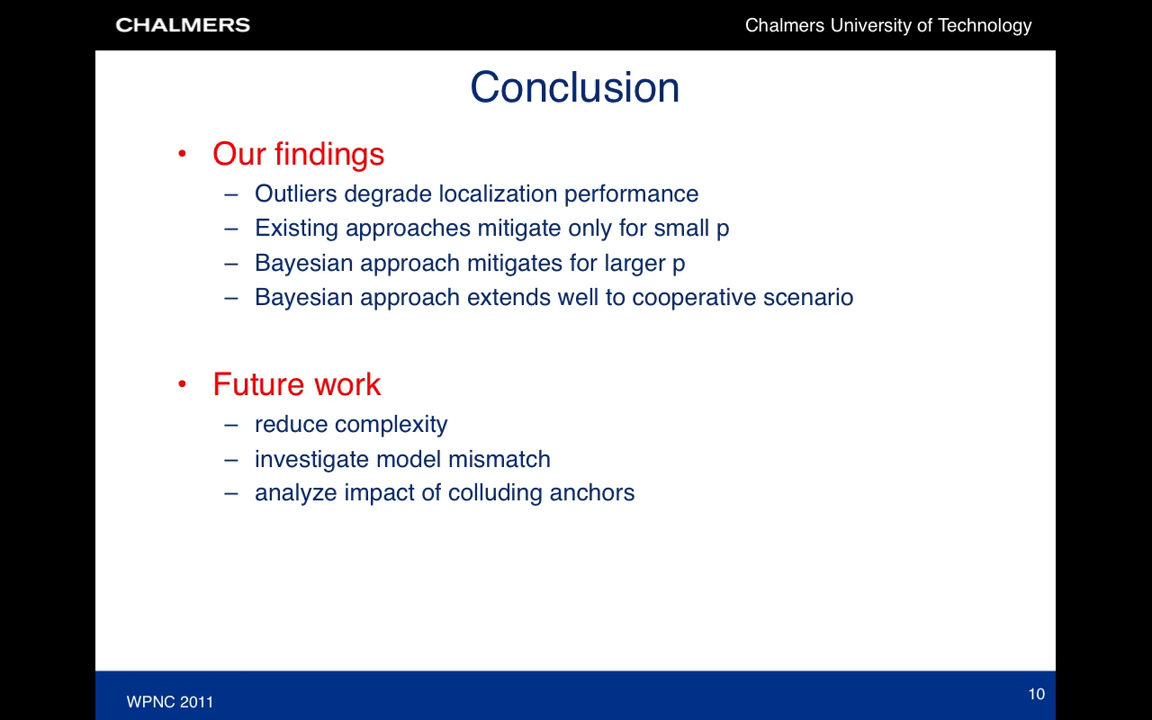 CHALMERS
Chalmers University of Technology
Conclusion
• Our findings
– Outliers degrade localization performance
– Existing approaches mitigate only for small p
– Bayesian approach mitigates for larger p
– Bayesian approach extends well to cooperative scenario
• Future work
– reduce complexity
– investigate model mismatch
– analyze impact of colluding anchors
WPNC 2011
10